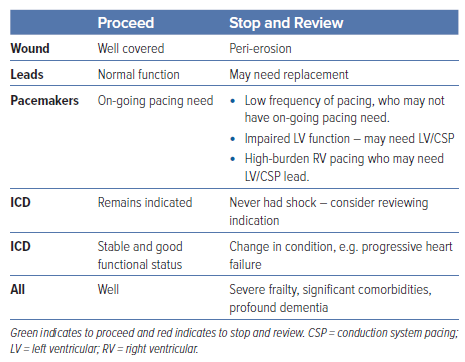 Proceed Stop and Review
Wound Well covered Peri-erosion
Leads Normal function May need replacement
Pacemakers On-going pacing need • Low frequency of pacing, who may not
have on-going pacing need.
• Impaired LV function – may need LV/CSP
• High-burden RV pacing who may need
LV/CSP lead.
ICD Remains indicated Never had shock – consider reviewing
indication
ICD Stable and good Change in condition, e.g. progressive heart
functional status failure
All Well Severe frailty, significant comorbidities,
profound dementia
Green indicates to proceed and red indicates to stop and review. CSP = conduction system pacing;
LV = left ventricular; RV = right ventricular.